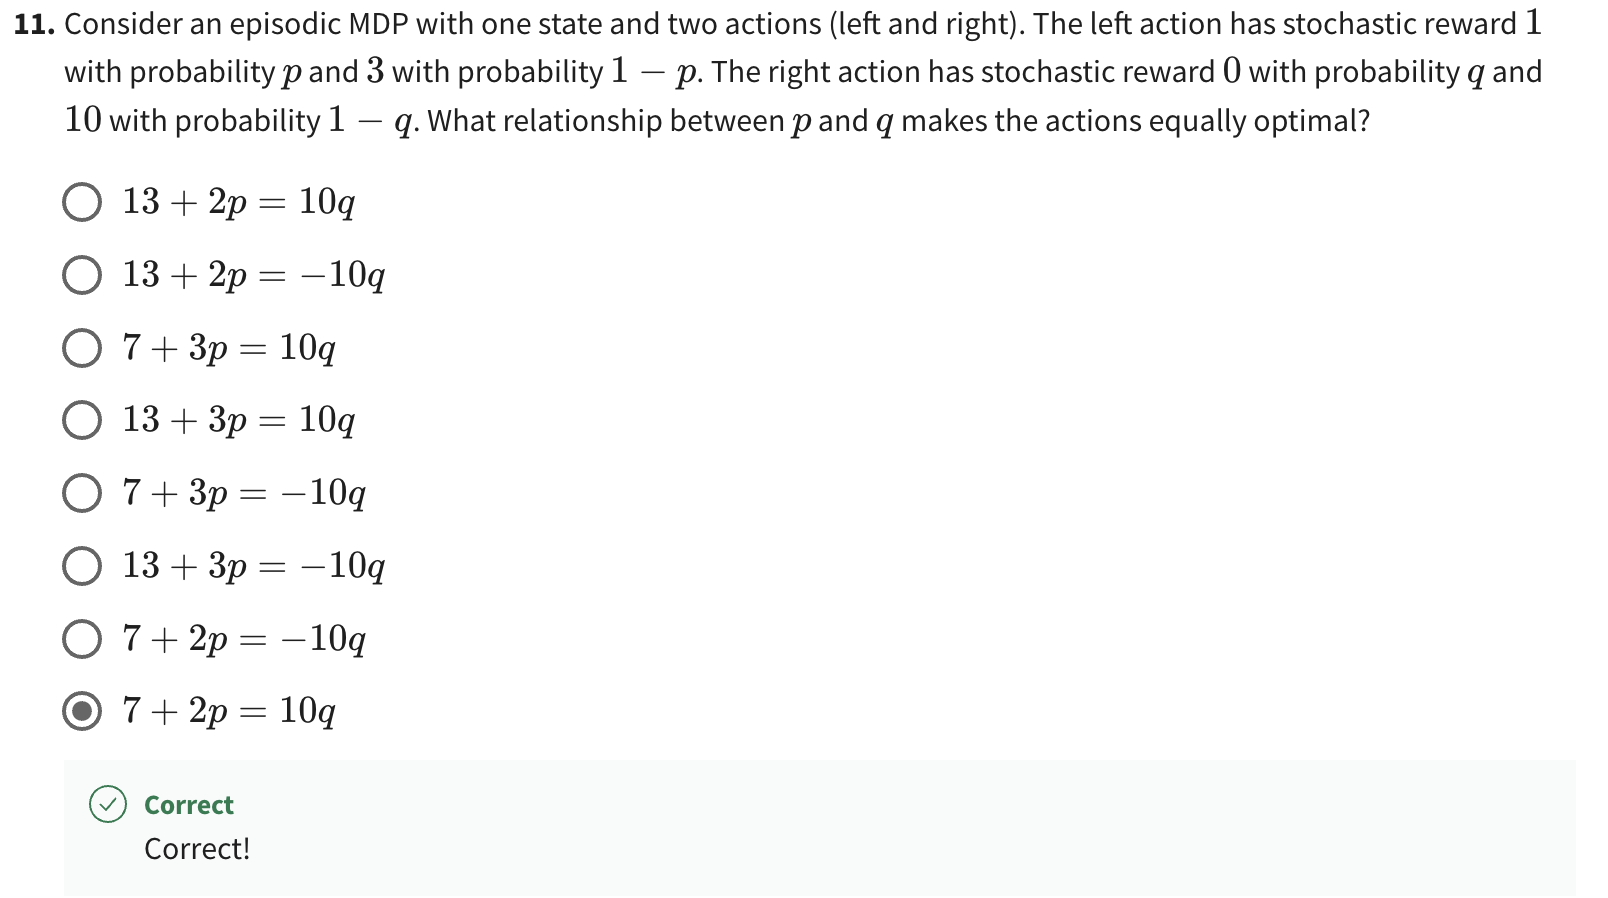 11. Consider an episodic MDP with one state and two actions (left and right). The left action has stochastic reward 1
with probability p and 3 with probability 1 − p. The right action has stochastic reward 0 with probability q and
10 with probability 1 − q. What relationship between p and q makes the actions equally optimal?
13 + 2p = 10q
13 + 2p = −10q
7 + 3p = 10q
13 + 3p = 10q
7 + 3p = −10q
13 + 3p = −10q
7 + 2p = −10q
7 + 2p = 10q
Correct
Correct!